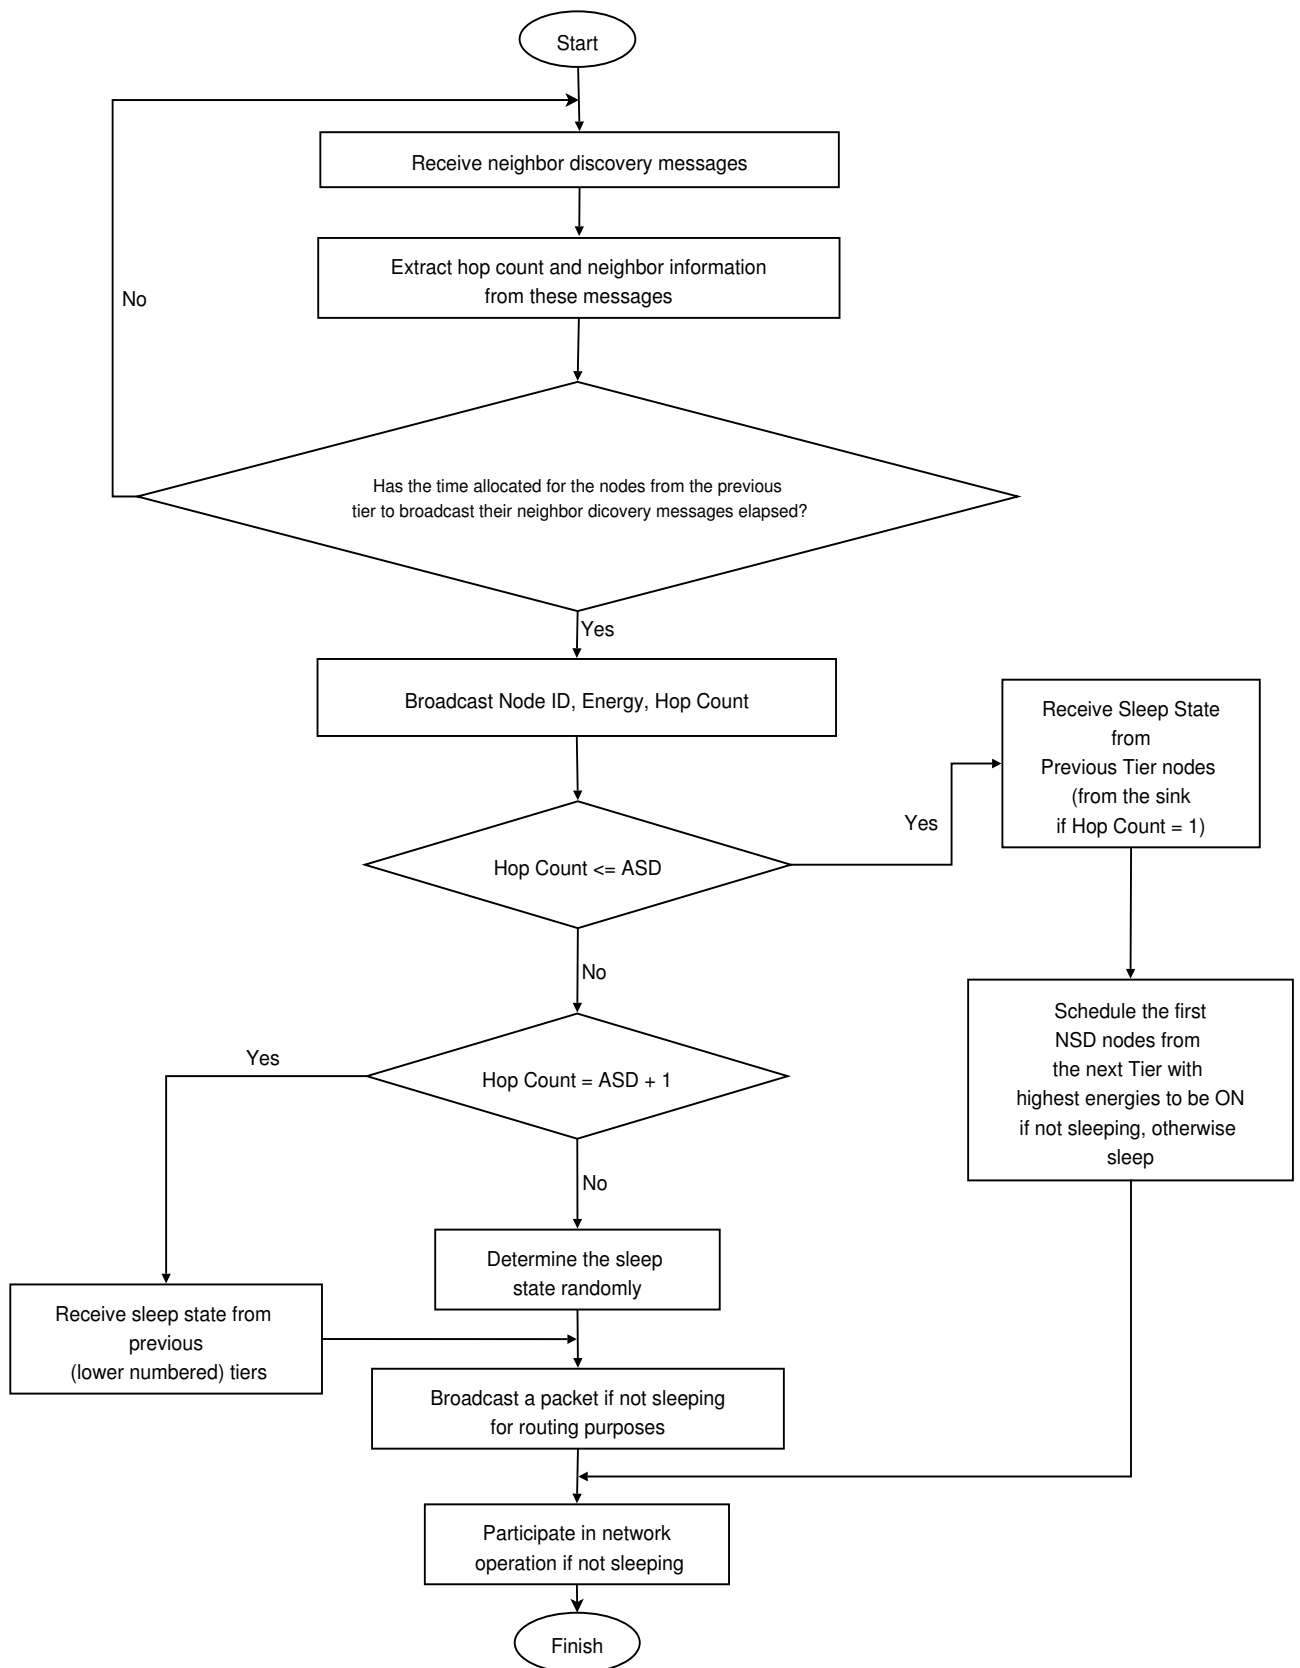 Start
Receive neighbor discovery messages
Extract hop count and neighbor information
from these messages
No
Has the time allocated for the nodes from the previous
tier to broadcast their neighbor dicovery messages elapsed?
Yes
Broadcast Node ID, Energy, Hop Count
Receive Sleep State
from
Previous Tier nodes
(from the sink
if Hop Count = 1)
Yes
Hop Count <= ASD
No
Schedule the first
NSD nodes from
the next Tier with
highest energies to be ON
if not sleeping, otherwise
sleep
Yes
Hop Count = ASD + 1
No
Determine the sleep
state randomly
Receive sleep state from
previous
(lower numbered) tiers
Broadcast a packet if not sleeping
for routing purposes
Participate in network
operation if not sleeping
Finish